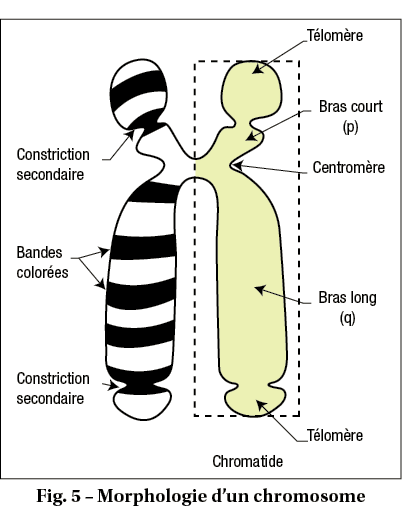 Télomère
Bras court
(p)
Constriction
secondaire
Centromère
Bandes
colorées
Bras long
(q)
Constriction
secondaire
Télomère
Chromatide
Fig. 5 – Morphologie d’un chromosome